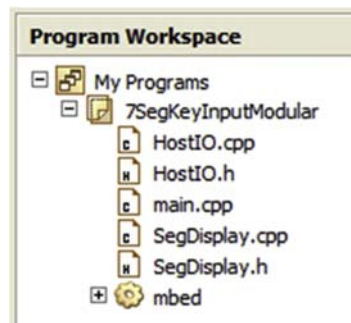 Program Workspace
My Programs
7SegKeyInputModular
c HostIO.cpp
H HostIO.h
c main.cpp
c SegDisplay.cpp
H SegDisplay.h
mbed